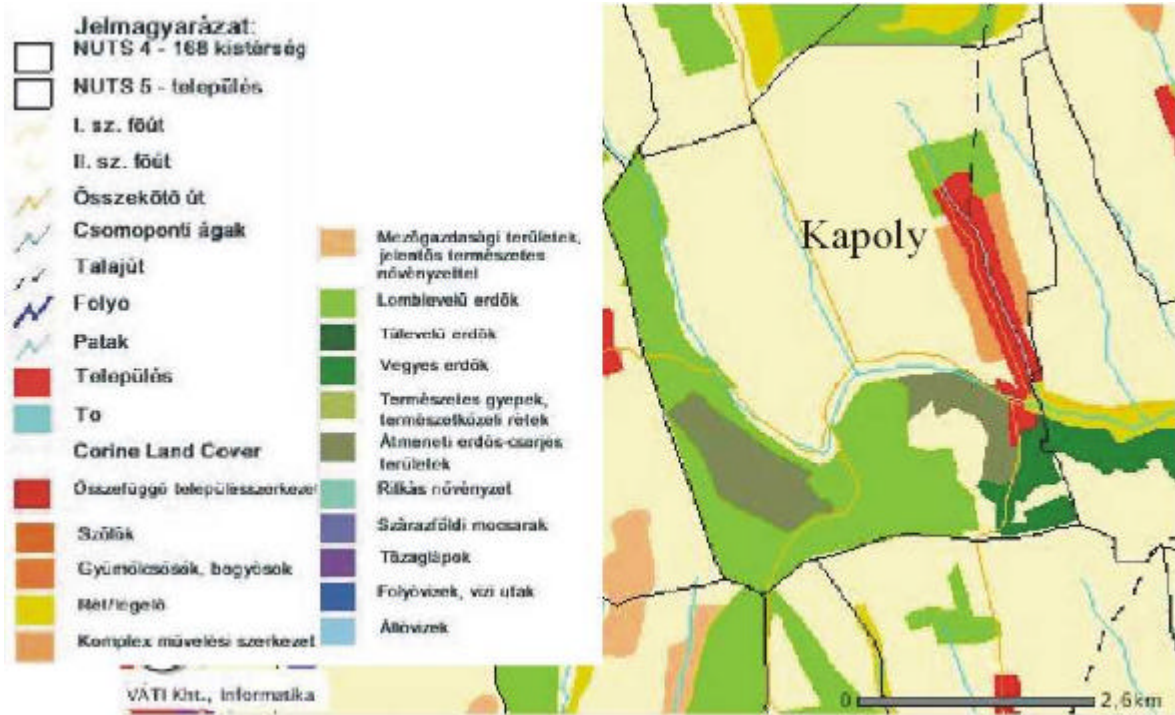 Jelmagyarázat:
NUTS 4 - 168 kistérség
NUTS 5 - település
I. sz. főút
II. sz. főút
Összekötő út
Csomoponti ágak
Talajút
Folyo
Patak
Település
To
Corine Land Cover
Összefüggő településszerkezet
Szőlők
Gyümölcsösök, bogyósok
Rét/legelő
Komplex művelési szerkezet
Mezőgazdasági területek,
jelentős természetes
növényzettel
Lomblevelű erdők
Tűlevelű erdők
Vegyes erdők
Természetes gyepek,
természetközeli rétek
Átmeneti erdős-cserjés
területek
Ritkás növényzet
Szárazföldi mocsarak
Tőzeglápok
Folyóvizek, vízi utak
Állóvizek
VÁTI Kht., Informatika
Kapoly
0 2,6km